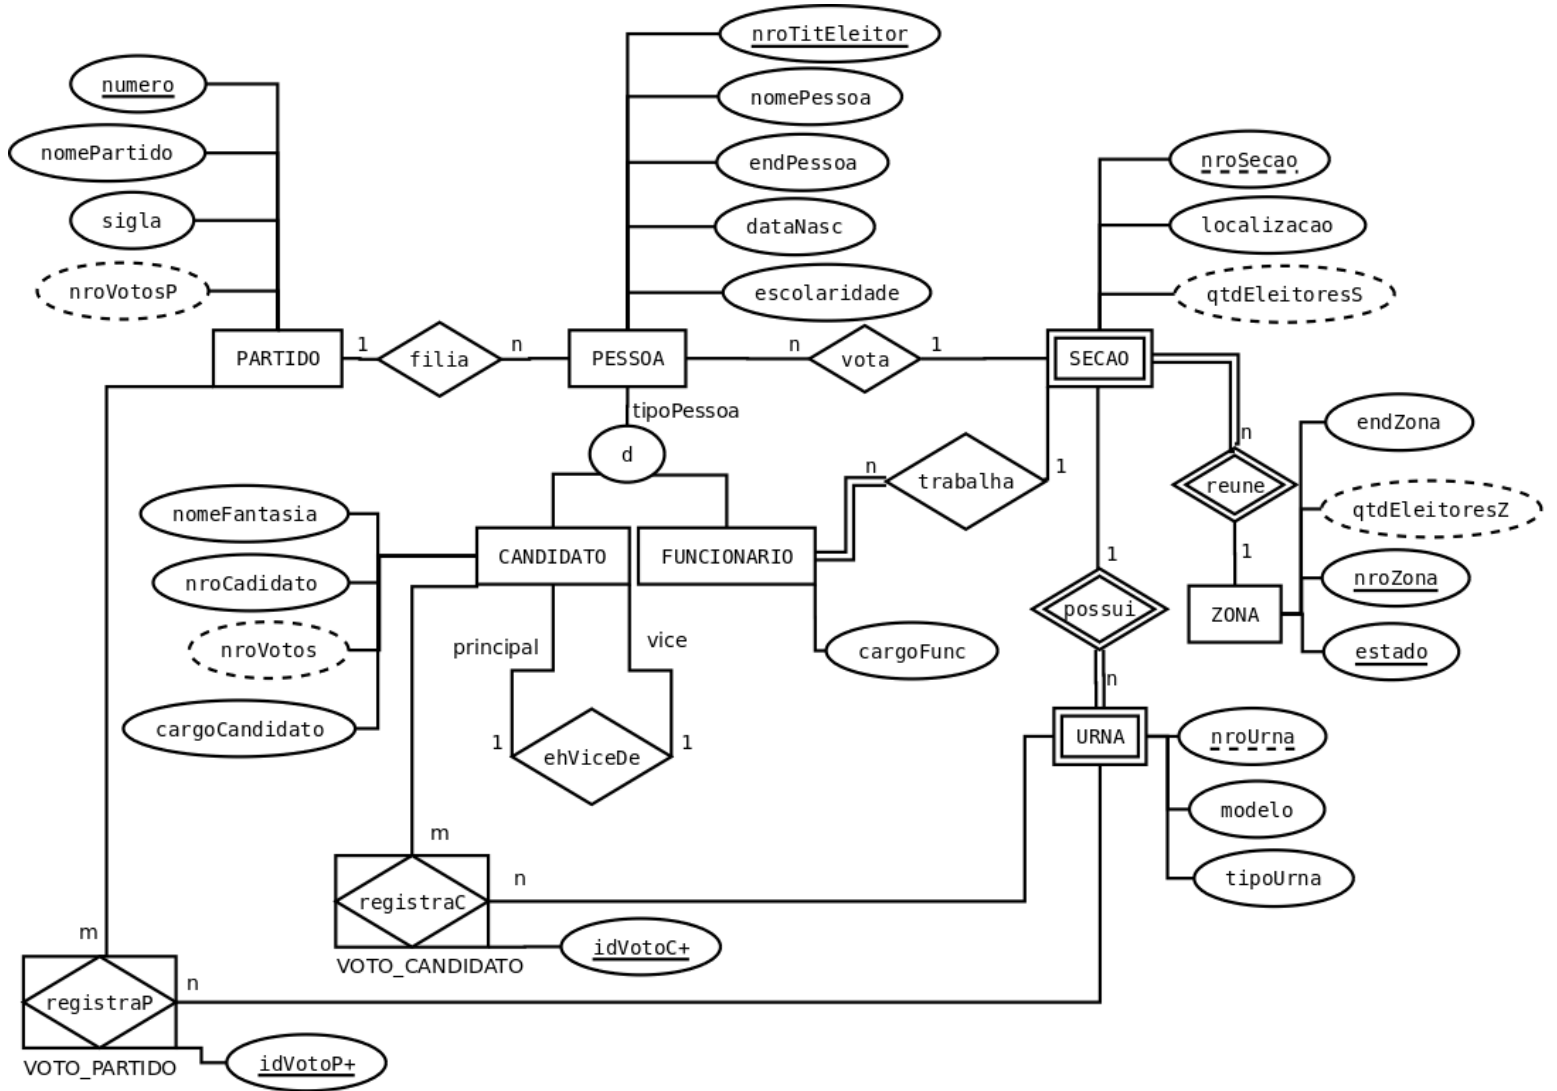 nroTitEleitor
numero
nomePessoa
nomePartido
endPessoa
nroSecao
sigla
dataNasc
localizacao
nroVotosP
escolaridade
qtdEleitoresS
PARTIDO
1
filia
n
PESSOA
n
vota
1
SECAO
tipoPessoa
d
endZona
n
n
trabalha
1
reune
nomeFantasia
qtdEleitoresZ
CANDIDATO
FUNCIONARIO
1
1
nroCadidato
nroZona
possui
ZONA
nroVotos
principal
vice
cargoFunc
estado
n
cargoCandidato
1
ehViceDe
1
URNA
nroUrna
modelo
m
n
tipoUrna
registraC
m
idVotoC+
VOTO_CANDIDATO
n
registraP
idVotoP+
VOTO_PARTIDO